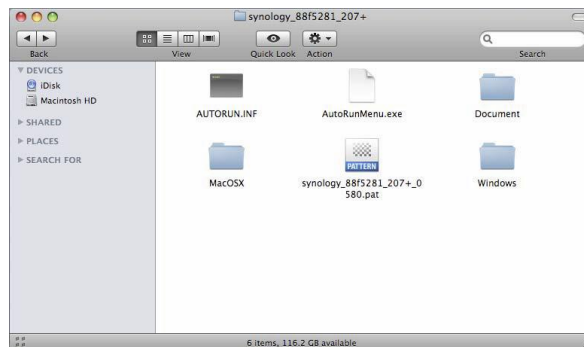 synology_88f5281_207+
Back
View
Quick Look
Action
Search
DEVICES
iDisk
Macintosh HD
SHARED
PLACES
SEARCH FOR
AUTORUN.INF
AutoRunMenu.exe
Document
MacOSX
PATTERN
synology_88f5281_207+_0
580.pat
Windows
6 items, 116.2 GB available